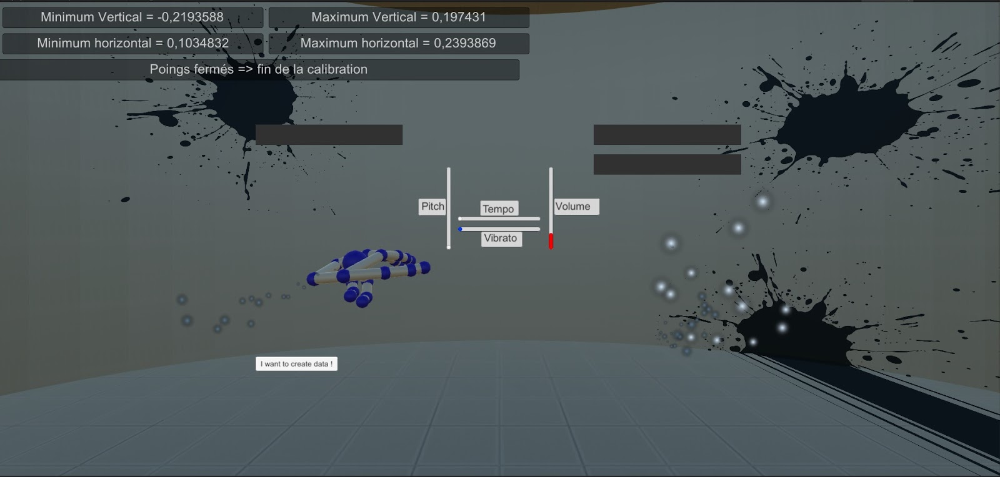 Minimum Vertical = -0,2193588
Maximum Vertical = 0,197431
Minimum horizontal = 0,1034832
Maximum horizontal = 0,2393869
Poings fermés => fin de la calibration
Pitch
Tempo
Volume
Vibrato
I want to create data !